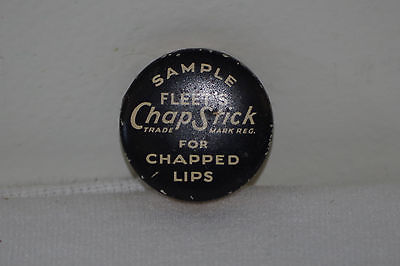 SAMPLE
FLEET'S
ChapStick
TRADE MARK REG.
FOR
CHAPPED
LIPS